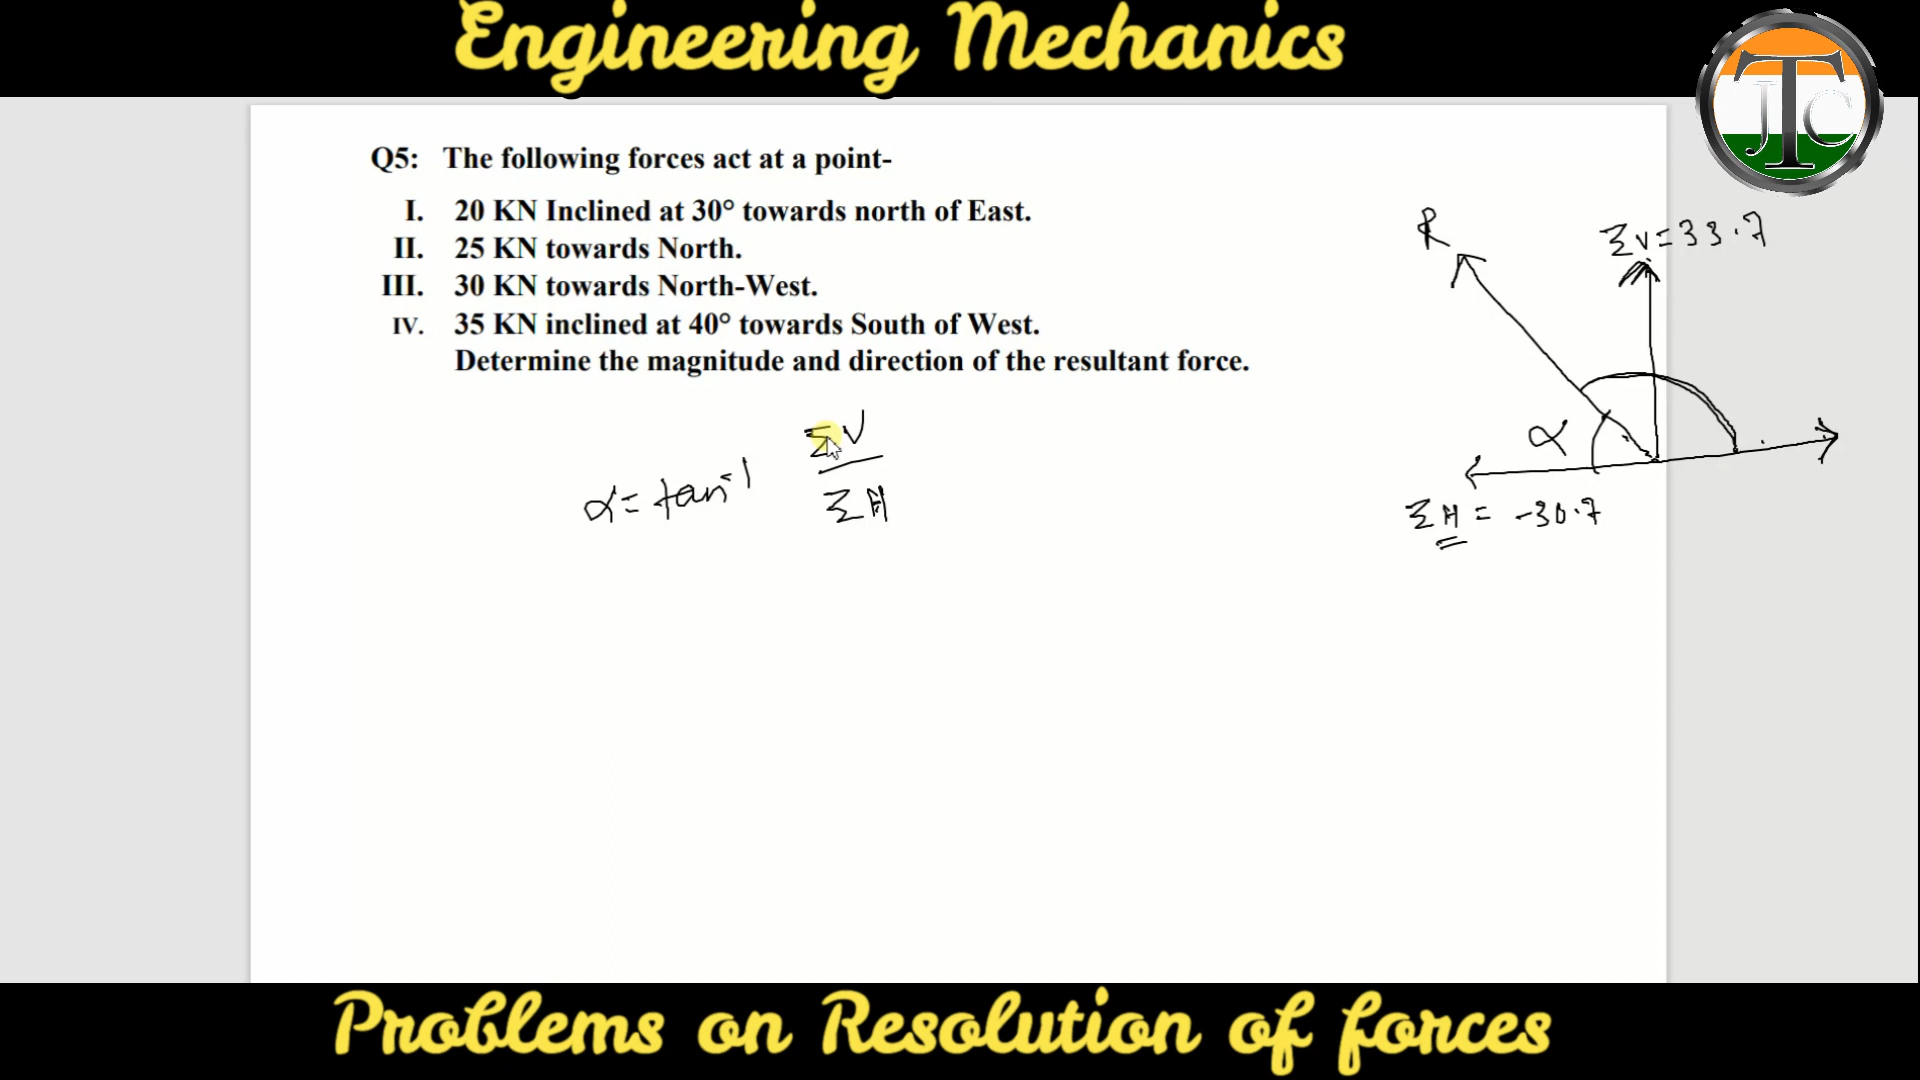 Engineering Mechanics
JTC
Q5: The following forces act at a point-
I. 20 KN Inclined at 30° towards north of East.
II. 25 KN towards North.
III. 30 KN towards North-West.
IV. 35 KN inclined at 40° towards South of West.
Determine the magnitude and direction of the resultant force.
R
ΣV=33.7
α
ΣH = -30.7
α = tan⁻¹ ΣV/ΣH
Problems on Resolution of forces